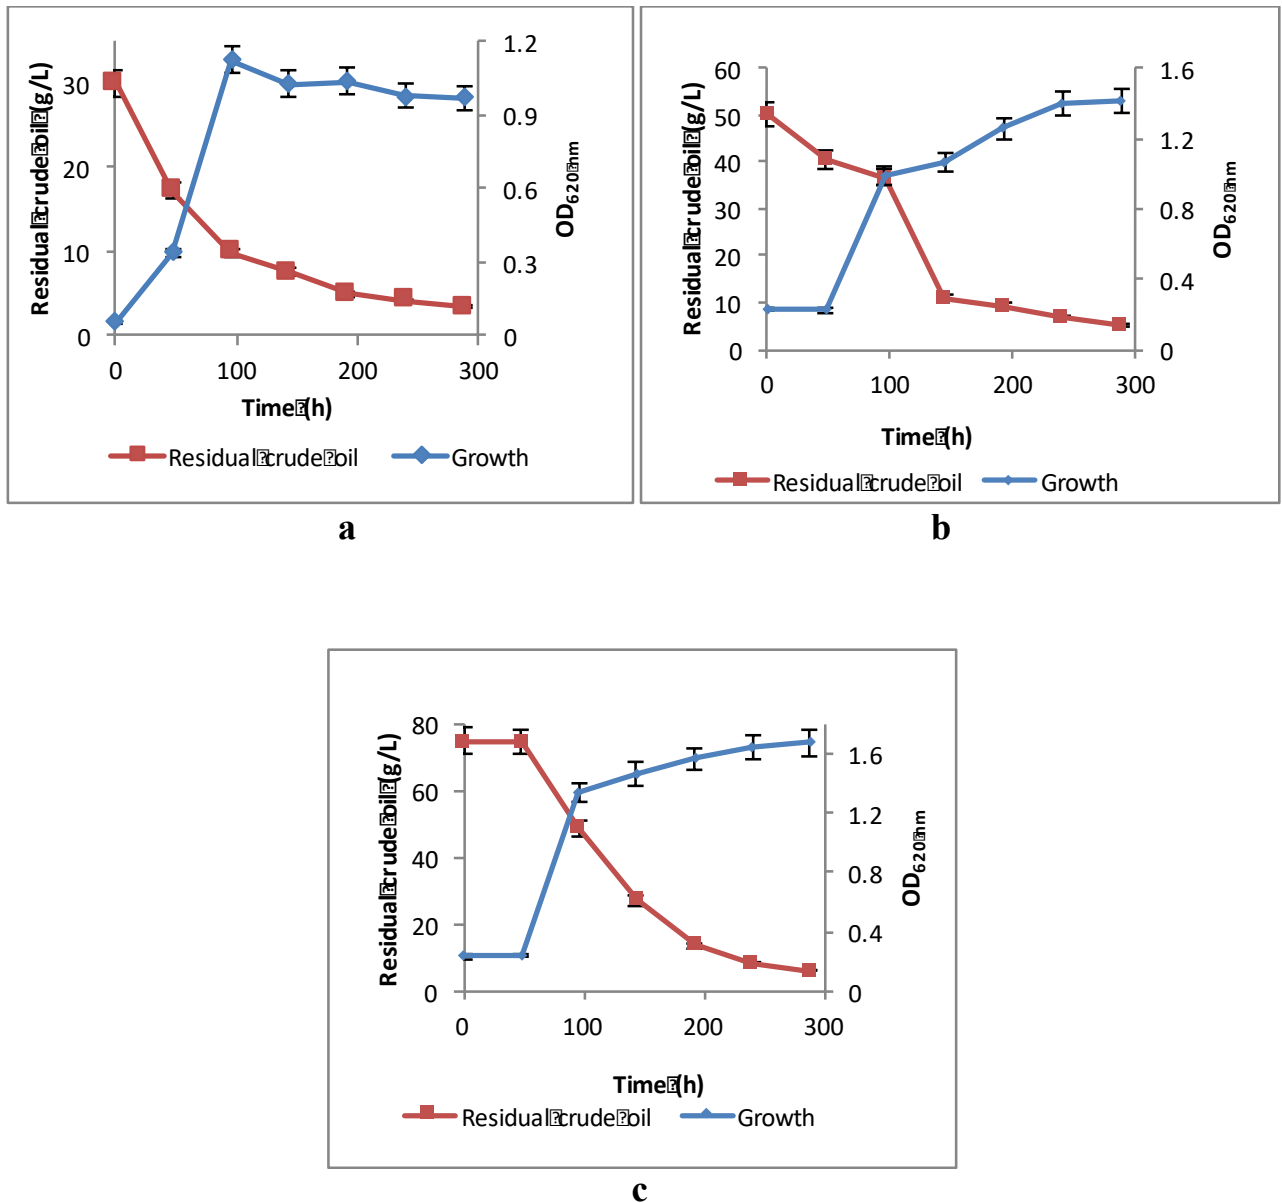 Residual crude oil (g/L)
30
20
10
0
1.2
0.9
0.6
0.3
0
OD620 nm
0 100 200 300
Time (h)
Residual crude oil Growth
a
Residual crude oil (g/L)
60
50
40
30
20
10
0
1.6
1.2
0.8
0.4
0
OD620 nm
0 100 200 300
Time (h)
Residual crude oil Growth
b
Residual crude oil (g/L)
80
60
40
20
0
1.6
1.2
0.8
0.4
0
OD620 nm
0 100 200 300
Time (h)
Residual crude oil Growth
c